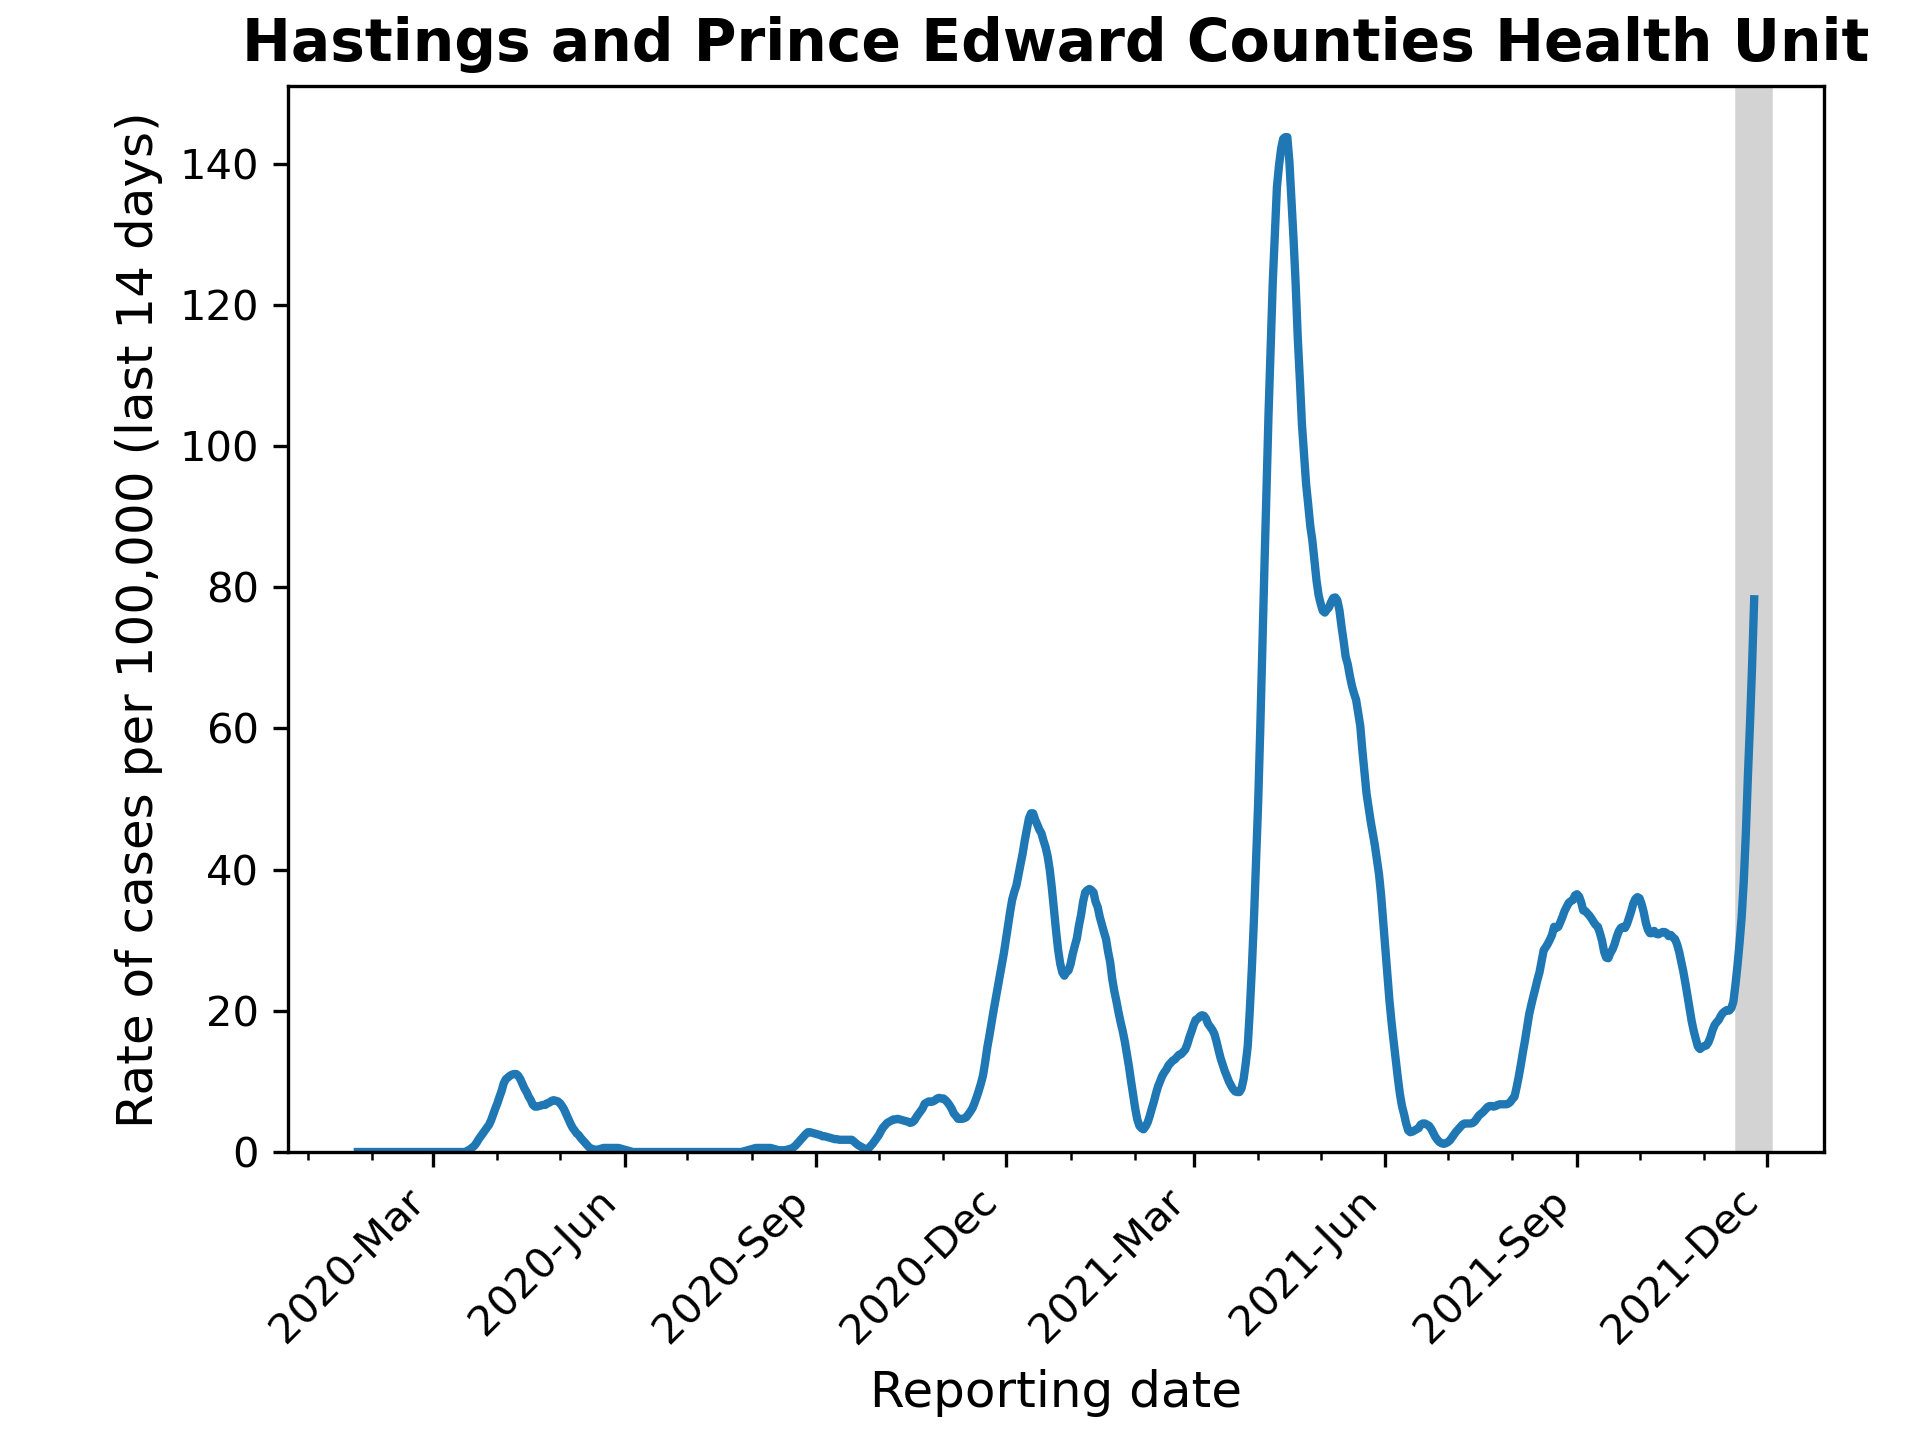 Hastings and Prince Edward Counties Health Unit
Rate of cases per 100,000 (last 14 days)
140
120
100
80
60
40
20
0
2020-Mar
2020-Jun
2020-Sep
2020-Dec
2021-Mar
2021-Jun
2021-Sep
2021-Dec
Reporting date